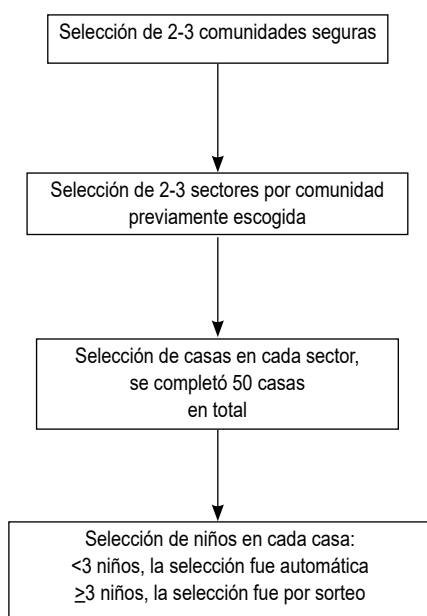 Selección de 2-3 comunidades seguras
Selección de 2-3 sectores por comunidad
previamente escogida
Selección de casas en cada sector,
se completó 50 casas
en total
Selección de niños en cada casa:
<3 niños, la selección fue automática
≥3 niños, la selección fue por sorteo